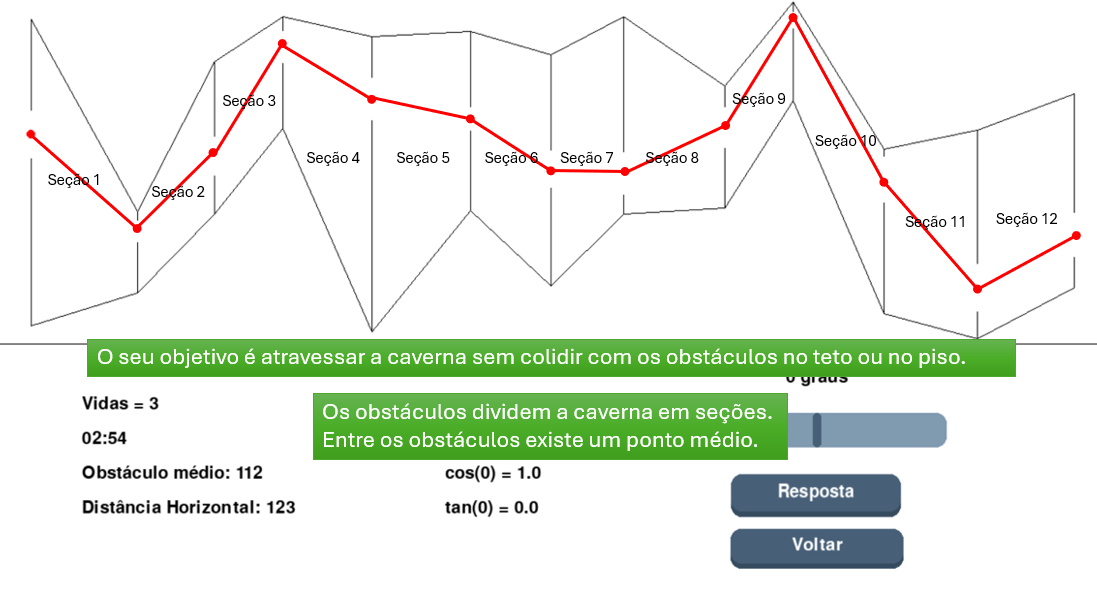 Seção 9
Seção 3
Seção 10
Seção 4
Seção 5
Seção 6
Seção 7
Seção 8
Seção 1
Seção 2
Seção 11
Seção 12
O seu objetivo é atravessar a caverna sem colidir com os obstáculos no teto ou no piso.
0 graus
Vidas = 3
Os obstáculos dividem a caverna em seções.
Entre os obstáculos existe um ponto médio.
02:54
Obstáculo médio: 112
cos(0) = 1.0
Distância Horizontal: 123
tan(0) = 0.0
Resposta
Voltar